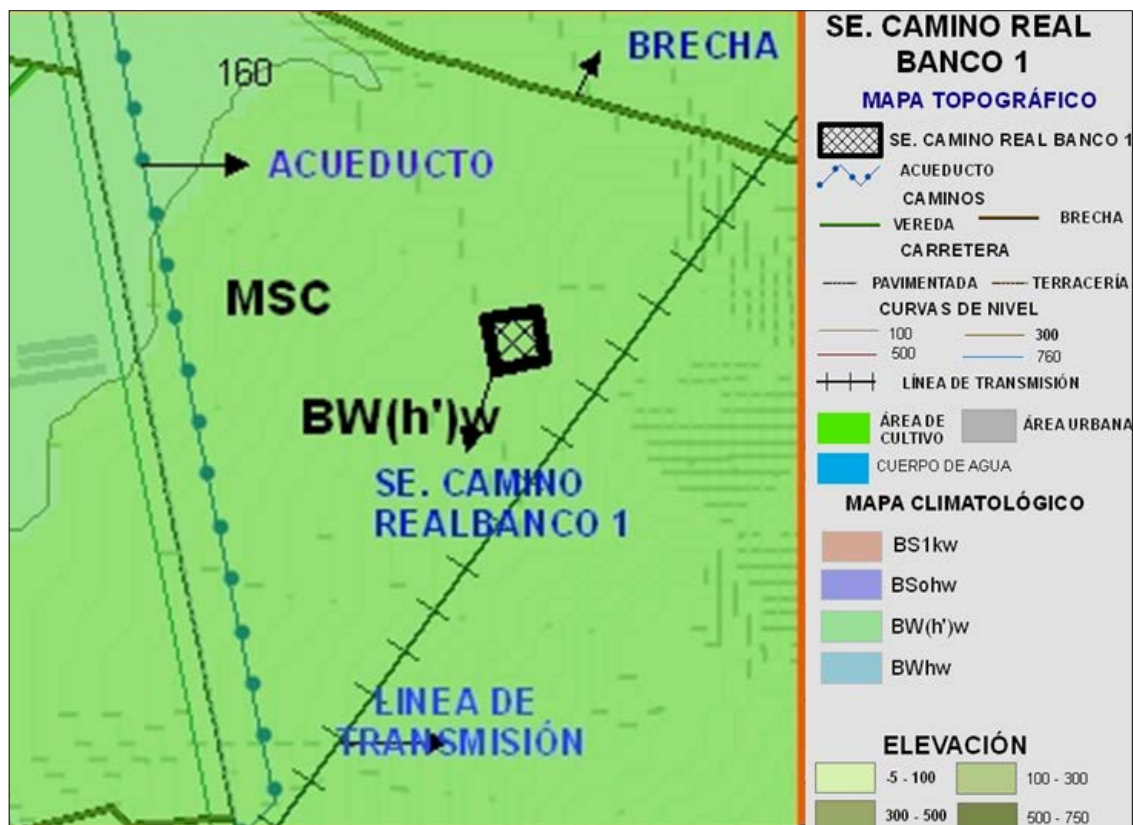 BRECHA
160
ACUEDUCTO
MSC
BW(h')w
SE. CAMINO
REALBANCO 1
LINEA DE
TRANSMISIÓN
SE. CAMINO REAL
BANCO 1
MAPA TOPOGRÁFICO
SE. CAMINO REAL BANCO 1
ACUEDUCTO
CAMINOS
VEREDA
BRECHA
CARRETERA
PAVIMENTADA
TERRACERÍA
CURVAS DE NIVEL
100
300
500
760
LÍNEA DE TRANSMISIÓN
ÁREA DE
CULTIVO
ÁREA URBANA
CUERPO DE AGUA
MAPA CLIMATOLÓGICO
BS1kw
BSohw
BW(h')w
BWhw
ELEVACIÓN
-5 - 100
100 - 300
300 - 500
500 - 750